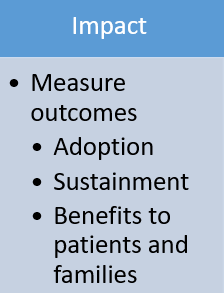 Impact
• Measure
outcomes
• Adoption
• Sustainment
• Benefits to
patients and
families